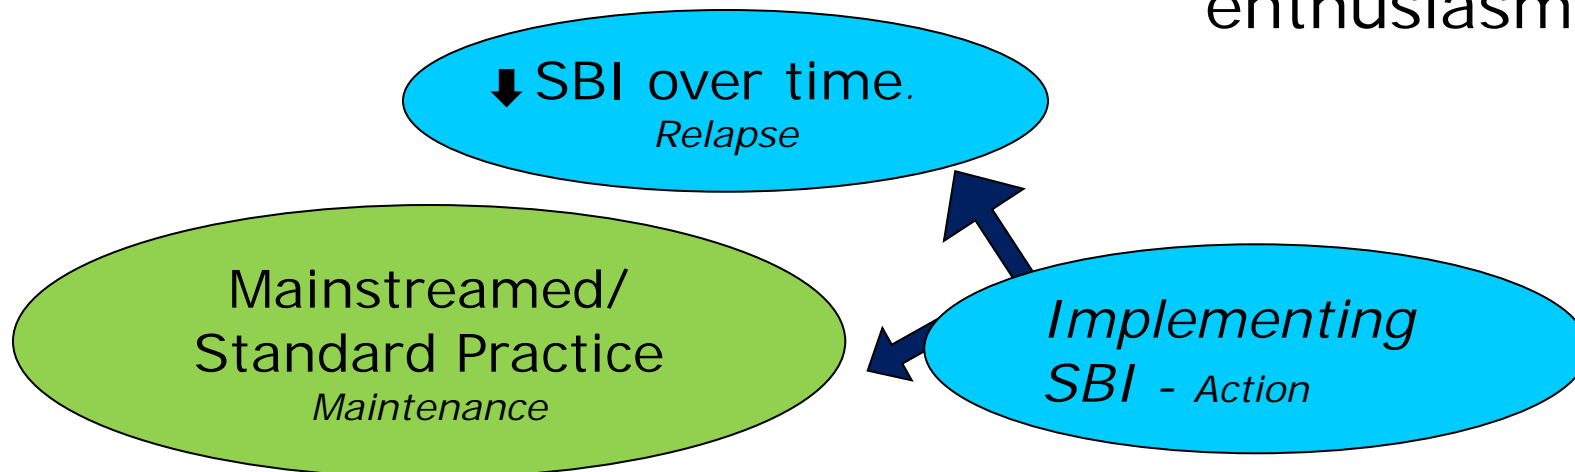 enthusiasm
⬇ SBI over time.
Relapse
Mainstreamed/
Standard Practice
Maintenance
Implementing
SBI - Action